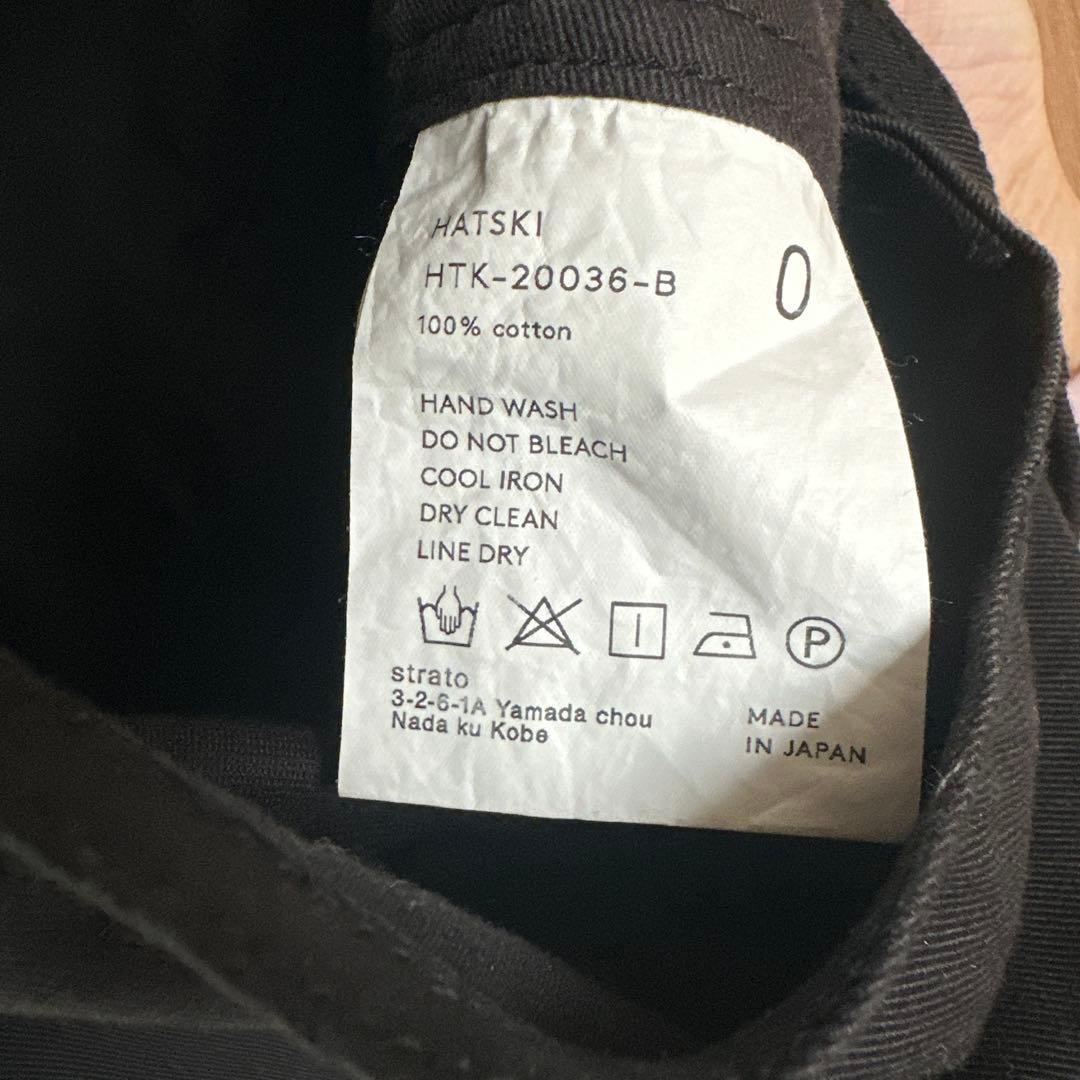 HATSKI
HTK-20036-B
0
100% cotton
HAND WASH
DO NOT BLEACH
COOL IRON
DRY CLEAN
LINE DRY
P
strato
3-2-6-1A Yamada chou
Nada ku Kobe
MADE
IN JAPAN